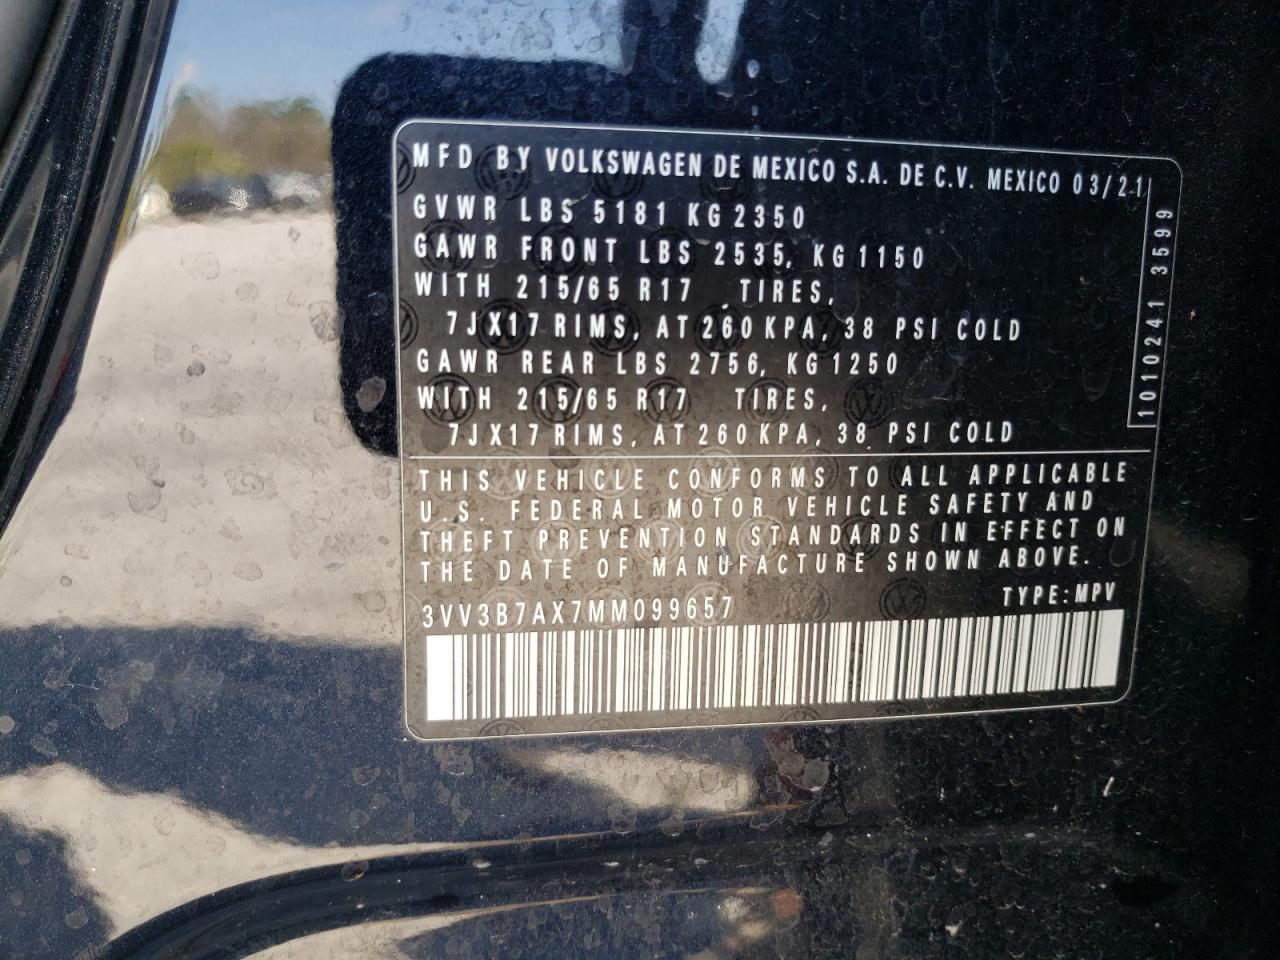 MFD BY VOLKSWAGEN DE MEXICO S.A. DE C.V. MEXICO 03/21
GVWR LBS 5181 KG 2350
GAWR FRONT LBS 2535, KG 1150
WITH 215/65 R17 TIRES,
7JX17 RIMS, AT 260 KPA, 38 PSI COLD
GAWR REAR LBS 2756, KG 1250
WITH 215/65 R17 TIRES,
7JX17 RIMS, AT 260 KPA, 38 PSI COLD
10102413599
THIS VEHICLE CONFORMS TO ALL APPLICABLE
U.S. FEDERAL MOTOR VEHICLE SAFETY AND
THEFT PREVENTION STANDARDS IN EFFECT ON
THE DATE OF MANUFACTURE SHOWN ABOVE.
3VV3B7AX7MM099657 TYPE:MPV